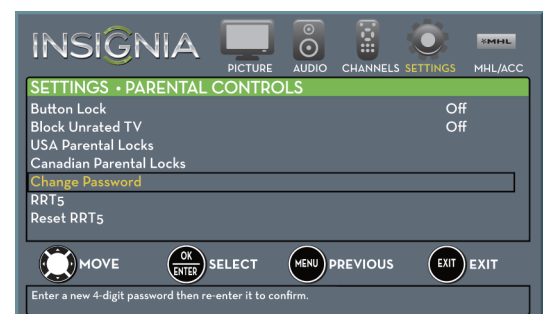 INSIGNIA
PICTURE AUDIO CHANNELS SETTINGS MHL/ACC
MHL
SETTINGS • PARENTAL CONTROLS
Button Lock Off
Block Unrated TV Off
USA Parental Locks
Canadian Parental Locks
Change Password
RRT5
Reset RRT5
MOVE OK ENTER SELECT MENU PREVIOUS EXIT EXIT
Enter a new 4-digit password then re-enter it to confirm.